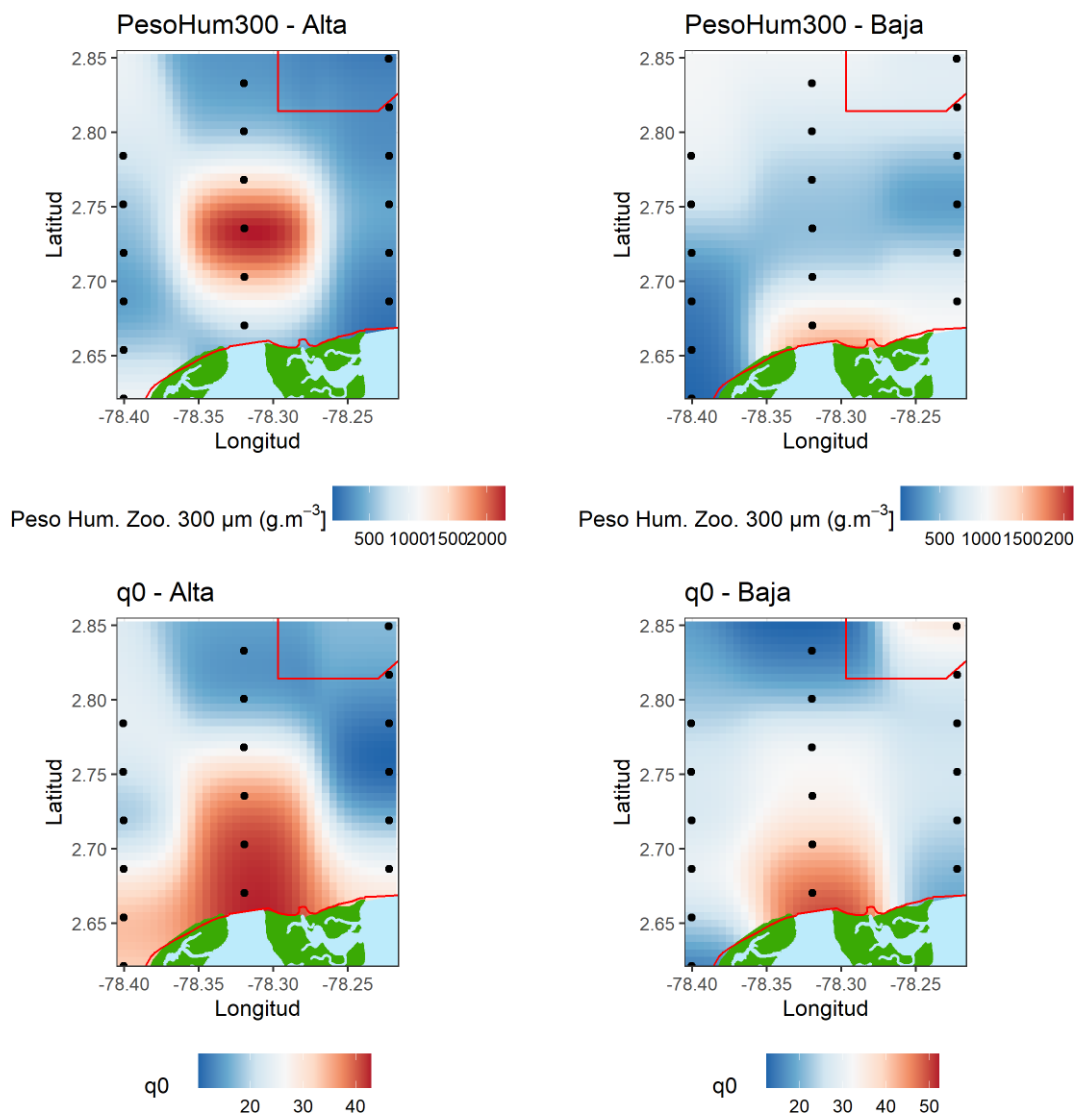 PesoHum300 - Alta
PesoHum300 - Baja
Latitud
2.85
2.80
2.75
2.70
2.65
-78.40 -78.35 -78.30 -78.25
Longitud
Latitud
2.85
2.80
2.75
2.70
2.65
-78.40 -78.35 -78.30 -78.25
Longitud
Peso Hum. Zoo. 300 µm (g.m⁻³]
500 1000 1500 2000
Peso Hum. Zoo. 300 µm (g.m⁻³]
500 1000 1500 200
q0 - Alta
q0 - Baja
Latitud
2.85
2.80
2.75
2.70
2.65
-78.40 -78.35 -78.30 -78.25
Longitud
Latitud
2.85
2.80
2.75
2.70
2.65
-78.40 -78.35 -78.30 -78.25
Longitud
q0
20 30 40
q0
20 30 40 50